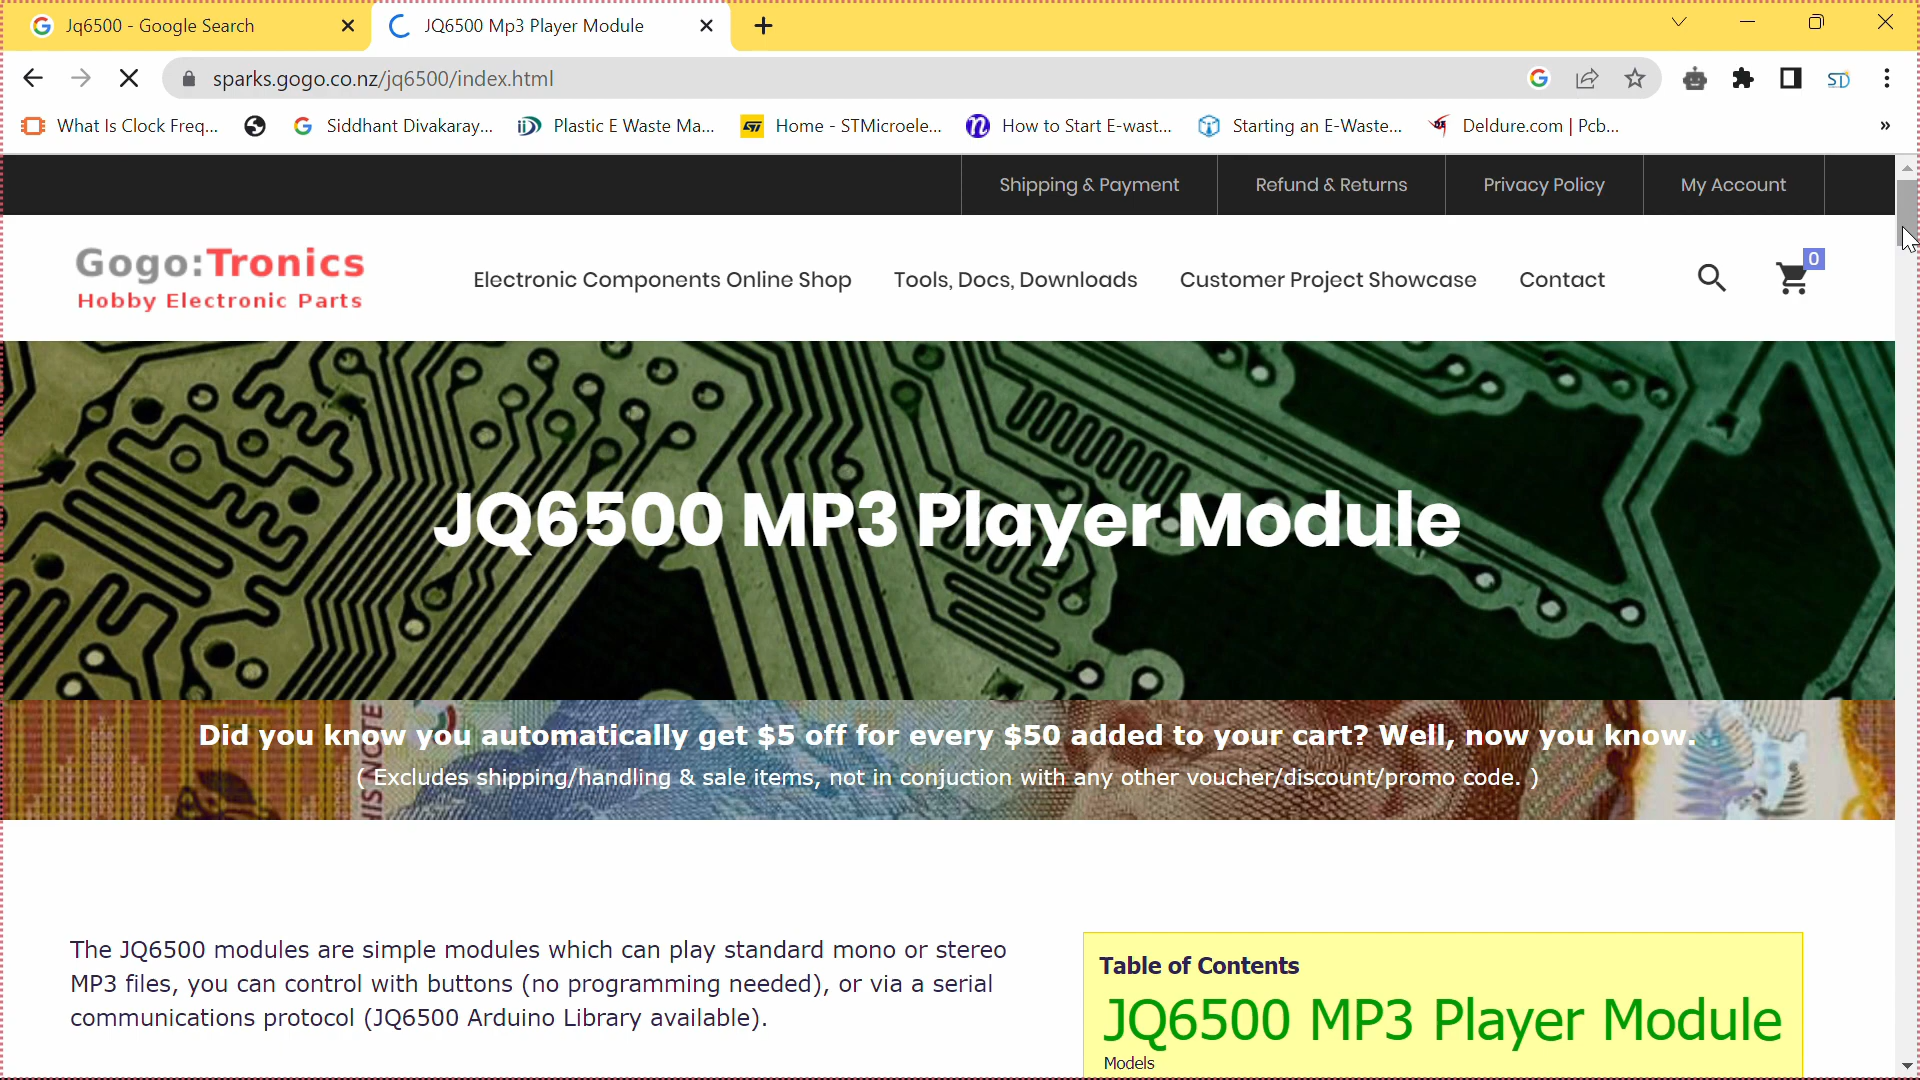 Jq6500 - Google Search
JQ6500 Mp3 Player Module
sparks.gogo.co.nz/jq6500/index.html
What Is Clock Freq...
Siddhant Divakaray...
Plastic E Waste Ma...
Home - STMicroele...
How to Start E-wast...
Starting an E-Waste...
Deldure.com | Pcb...
Shipping & Payment
Refund & Returns
Privacy Policy
My Account
Gogo:Tronics
Hobby Electronic Parts
Electronic Components Online Shop
Tools, Docs, Downloads
Customer Project Showcase
Contact
0
JQ6500 MP3 Player Module
Did you know you automatically get $5 off for every $50 added to your cart? Well, now you know.
( Excludes shipping/handling & sale items, not in conjuction with any other voucher/discount/promo code. )
The JQ6500 modules are simple modules which can play standard mono or stereo
MP3 files, you can control with buttons (no programming needed), or via a serial
communications protocol (JQ6500 Arduino Library available).
Table of Contents
JQ6500 MP3 Player Module
Models